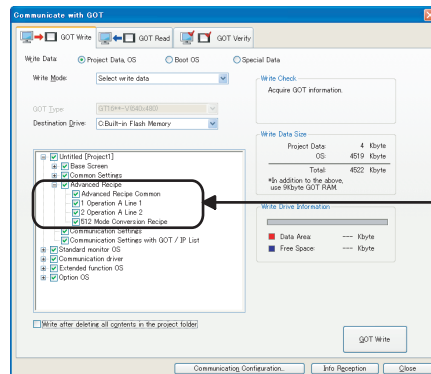 Communicate with GOT
GOT Write
GOT Read
GOT Verify
Write Data:
Project Data, OS
Boot OS
Special Data
Write Mode:
Select write data
Write Check
Acquire GOT information.
GOT Type
GT16**-V(640x480)
Destination Drive:
C:Built-in Flash Memory
Write Data Size
Project Data: 4 Kbyte
OS: 4519 Kbyte
Total: 4522 Kbyte
*In addition to the above,
use 9Kbyte GOT RAM.
Untitled [Project1]
Base Screen
Common Settings
Advanced Recipe
Advanced Recipe Common
1 Operation A Line 1
2 Operation A Line 2
512 Mode Conversion Recipe
Communication Settings
Communication Settings with GOT / IP List
Standard monitor OS
Communication driver
Extended function OS
Option OS
Write Drive Information
Data Area: --- Kbyte
Free Space: --- Kbyte
Write after deleting all contents in the project folder
GOT Write
Communication Configuration...
Info Reception
Close